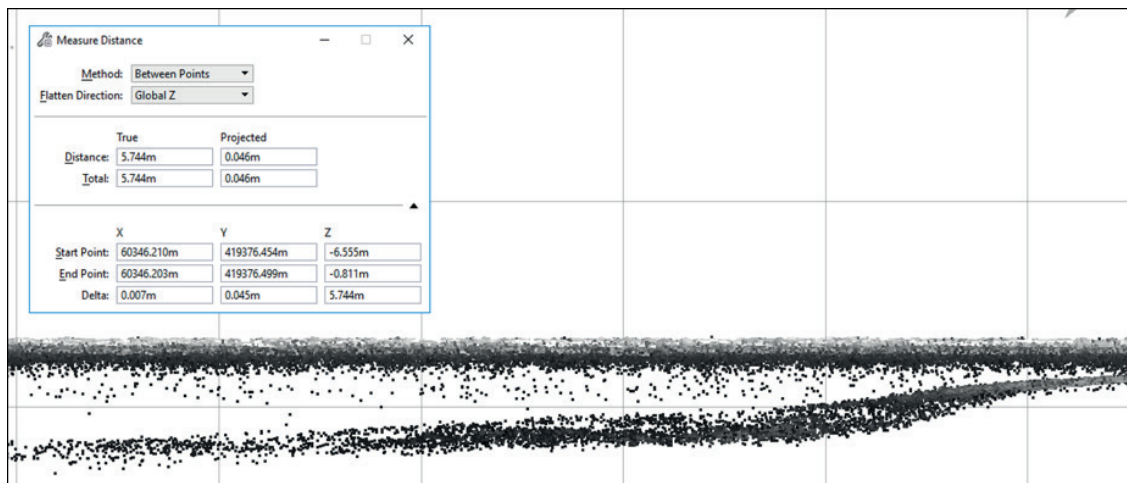 Measure Distance
Method: Between Points
Flatten Direction: Global Z
True Projected
Distance: 5.744m 0.046m
Total: 5.744m 0.046m
X Y Z
Start Point: 60346.210m 419376.454m -6.555m
End Point: 60346.203m 419376.499m -0.811m
Delta: 0.007m 0.045m 5.744m